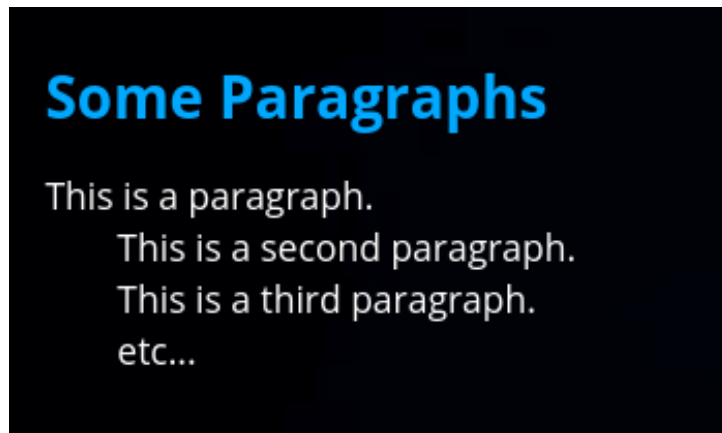 Some Paragraphs
This is a paragraph.
This is a second paragraph.
This is a third paragraph.
etc...